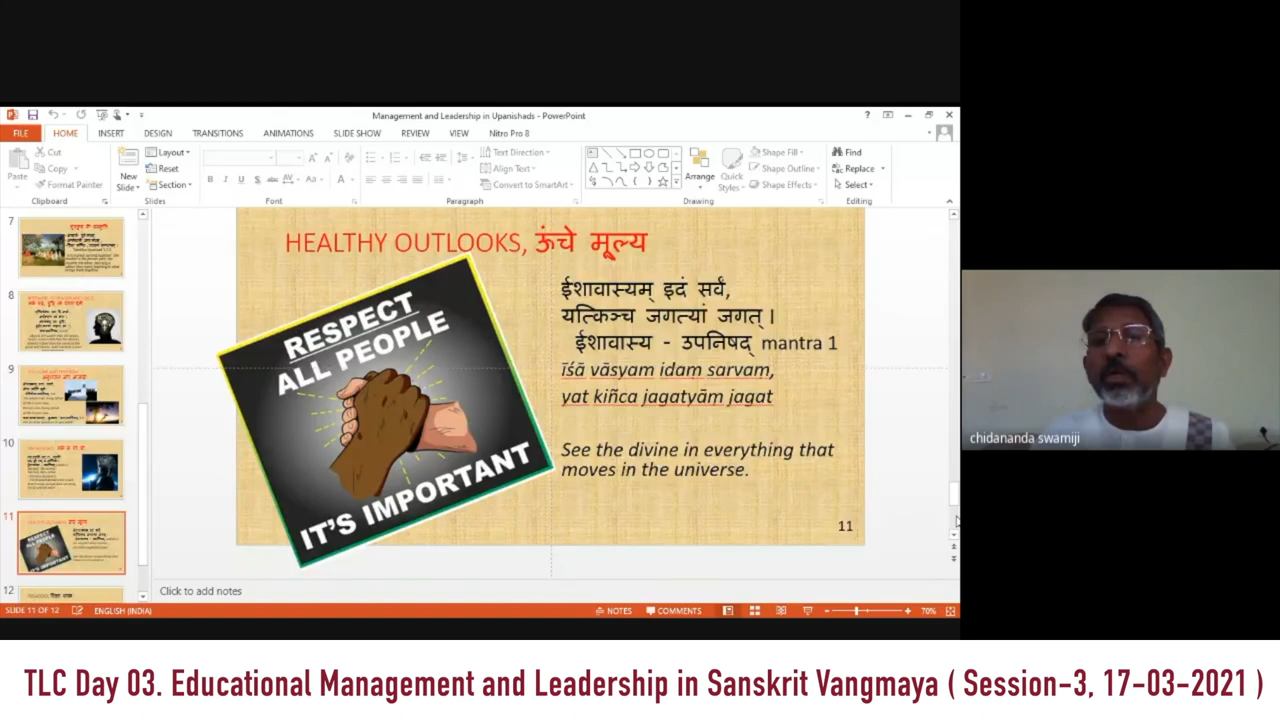 Management and Leadership in Upanishads - PowerPoint
FILE HOME INSERT DESIGN TRANSITIONS ANIMATIONS SLIDE SHOW REVIEW VIEW Nitro Pro 8
Paste
Cut
Copy
Format Painter
Clipboard
New
Slide
Layout
Reset
Section
Slides
Font
Text Direction
Align Text
Convert to SmartArt
Paragraph
Arrange
Quick
Styles
Shape Fill
Shape Outline
Shape Effects
Drawing
Find
Replace
Select
Editing
7
8
9
10
11
12
HEALTHY OUTLOOKS, ऊंचे मूल्य
RESPECT
ALL PEOPLE
IT'S IMPORTANT
ईशावास्यम् इदं सर्वं,
यत्किञ्च जगत्यां जगत् ।
ईशावास्य - उपनिषद् mantra 1
īśā vāsyam idam sarvam,
yat kiñca jagatyām jagat
See the divine in everything that
moves in the universe.
11
Click to add notes
SLIDE 11 OF 12 ENGLISH (INDIA) NOTES COMMENTS 70%
chidananda swamiji
TLC Day 03. Educational Management and Leadership in Sanskrit Vangmaya ( Session-3, 17-03-2021 )